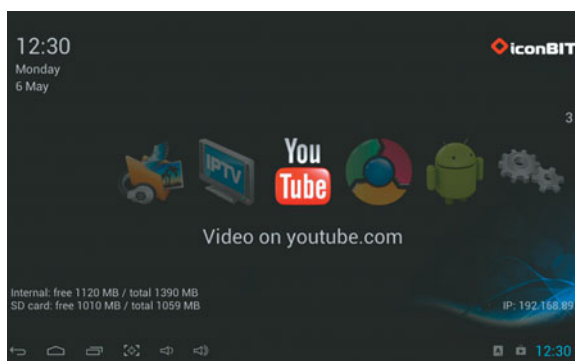 12:30
Monday
6 May
iconBIT
3
IPTV
You
Tube
Video on youtube.com
Internal: free 1120 MB / total 1390 MB
SD card: free 1010 MB / total 1059 MB
IP: 192.168.89
A
12:30